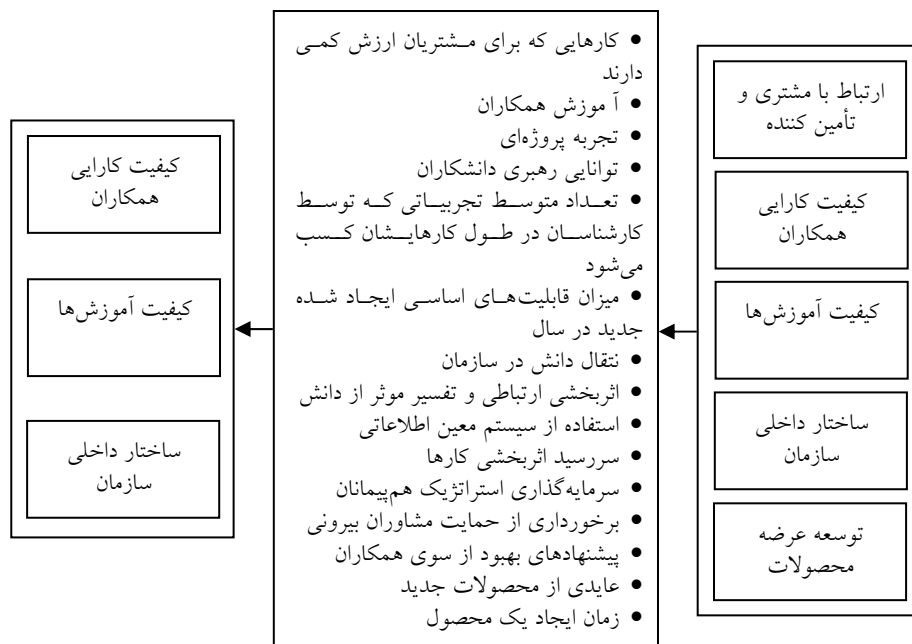 ارتباط با مشتری و
تأمین کننده
کیفیت کارایی
همکاران
کیفیت آموزش‌ها
ساختار داخلی
سازمان
توسعه عرضه
محصولات
• کارهایی که برای مشتریان ارزش کمی
دارند
• آ موزش همکاران
• تجربه پروژه‌ای
• توانایی رهبری دانشکاران
• تعداد متوسط تجربیاتی که توسط
کارشناسان در طول کارهایشان کسب
می‌شود
• میزان قابلیت‌های اساسی ایجاد شده
جدید در سال
• نتقال دانش در سازمان
• اثربخشی ارتباطی و تفسیر موثر از دانش
• استفاده از سیستم معین اطلاعاتی
• سررسید اثربخشی کارها
• سرمایه‌گذاری استراتژیک هم‌پیمانان
• برخورداری از حمایت مشاوران بیرونی
• پیشنهادهای بهبود از سوی همکاران
• عایدی از محصولات جدید
• زمان ایجاد یک محصول
کیفیت کارایی
همکاران
کیفیت آموزش‌ها
ساختار داخلی
سازمان